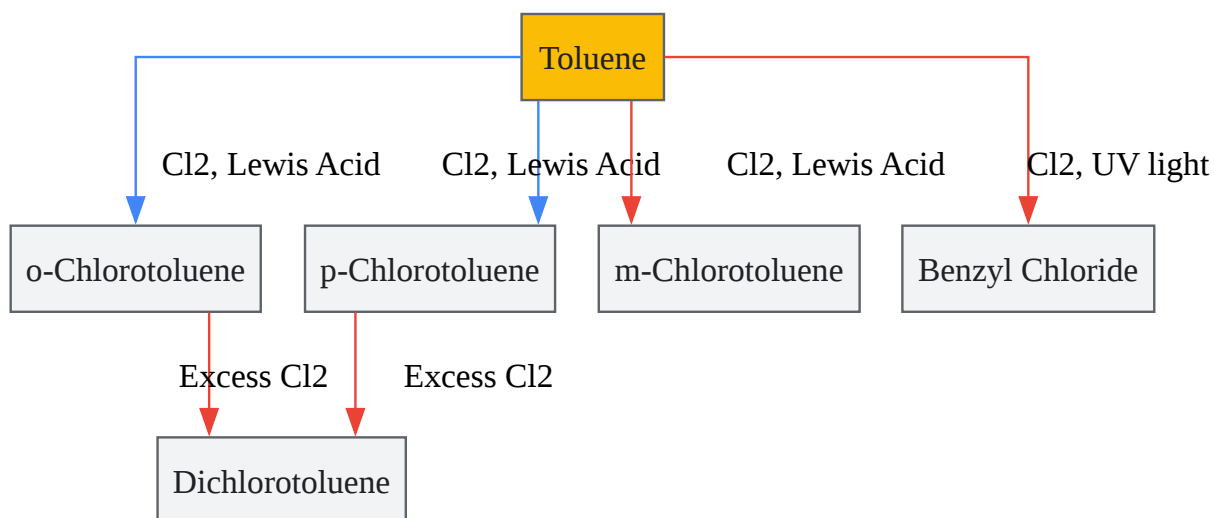 Toluene
Cl2, Lewis Acid
Cl2, Lewis Acid
Cl2, Lewis Acid
Cl2, UV light
o-Chlorotoluene
p-Chlorotoluene
m-Chlorotoluene
Benzyl Chloride
Excess Cl2
Excess Cl2
Dichlorotoluene